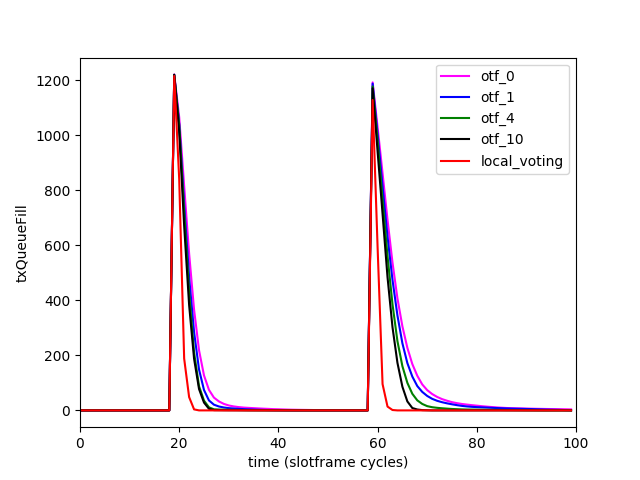 1200
1000
800
600
400
200
0
txQueueFill
0 20 40 60 80 100
time (slotframe cycles)
otf_0
otf_1
otf_4
otf_10
local_voting